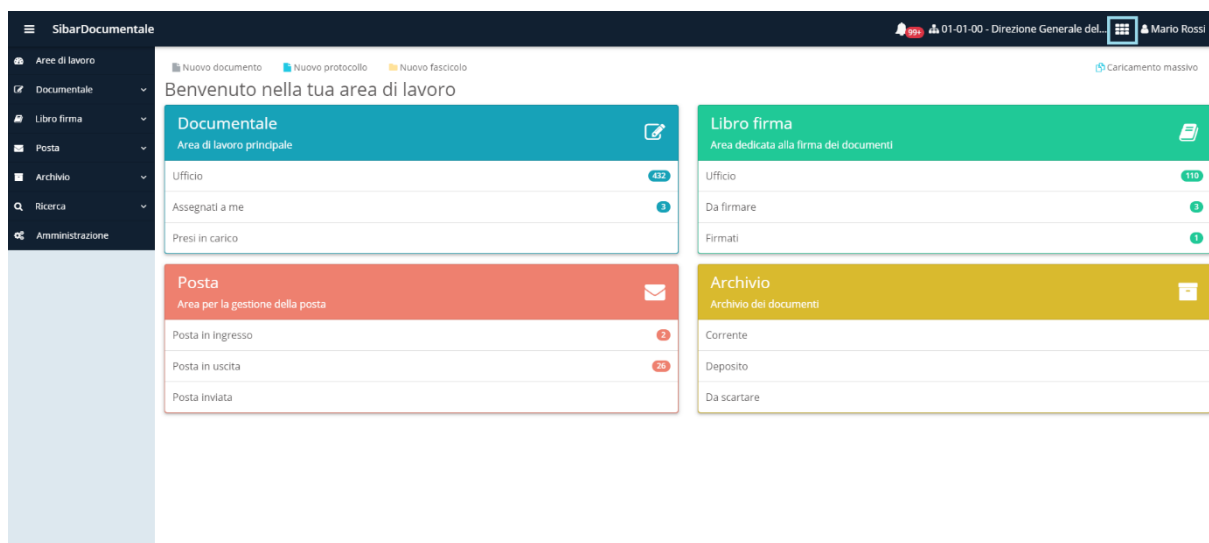 SibarDocumentale
99+ 01-01-00 - Direzione Generale del... Mario Rossi
Aree di lavoro
Documentale
Libro firma
Posta
Archivio
Ricerca
Amministrazione
Nuovo documento Nuovo protocollo Nuovo fascicolo Caricamento massivo
Benvenuto nella tua area di lavoro
Documentale
Area di lavoro principale
Ufficio 432
Assegnati a me 3
Presi in carico
Libro firma
Area dedicata alla firma dei documenti
Ufficio 110
Da firmare 3
Firmati 1
Posta
Area per la gestione della posta
Posta in ingresso 2
Posta in uscita 26
Posta inviata
Archivio
Archivio dei documenti
Corrente
Deposito
Da scartare